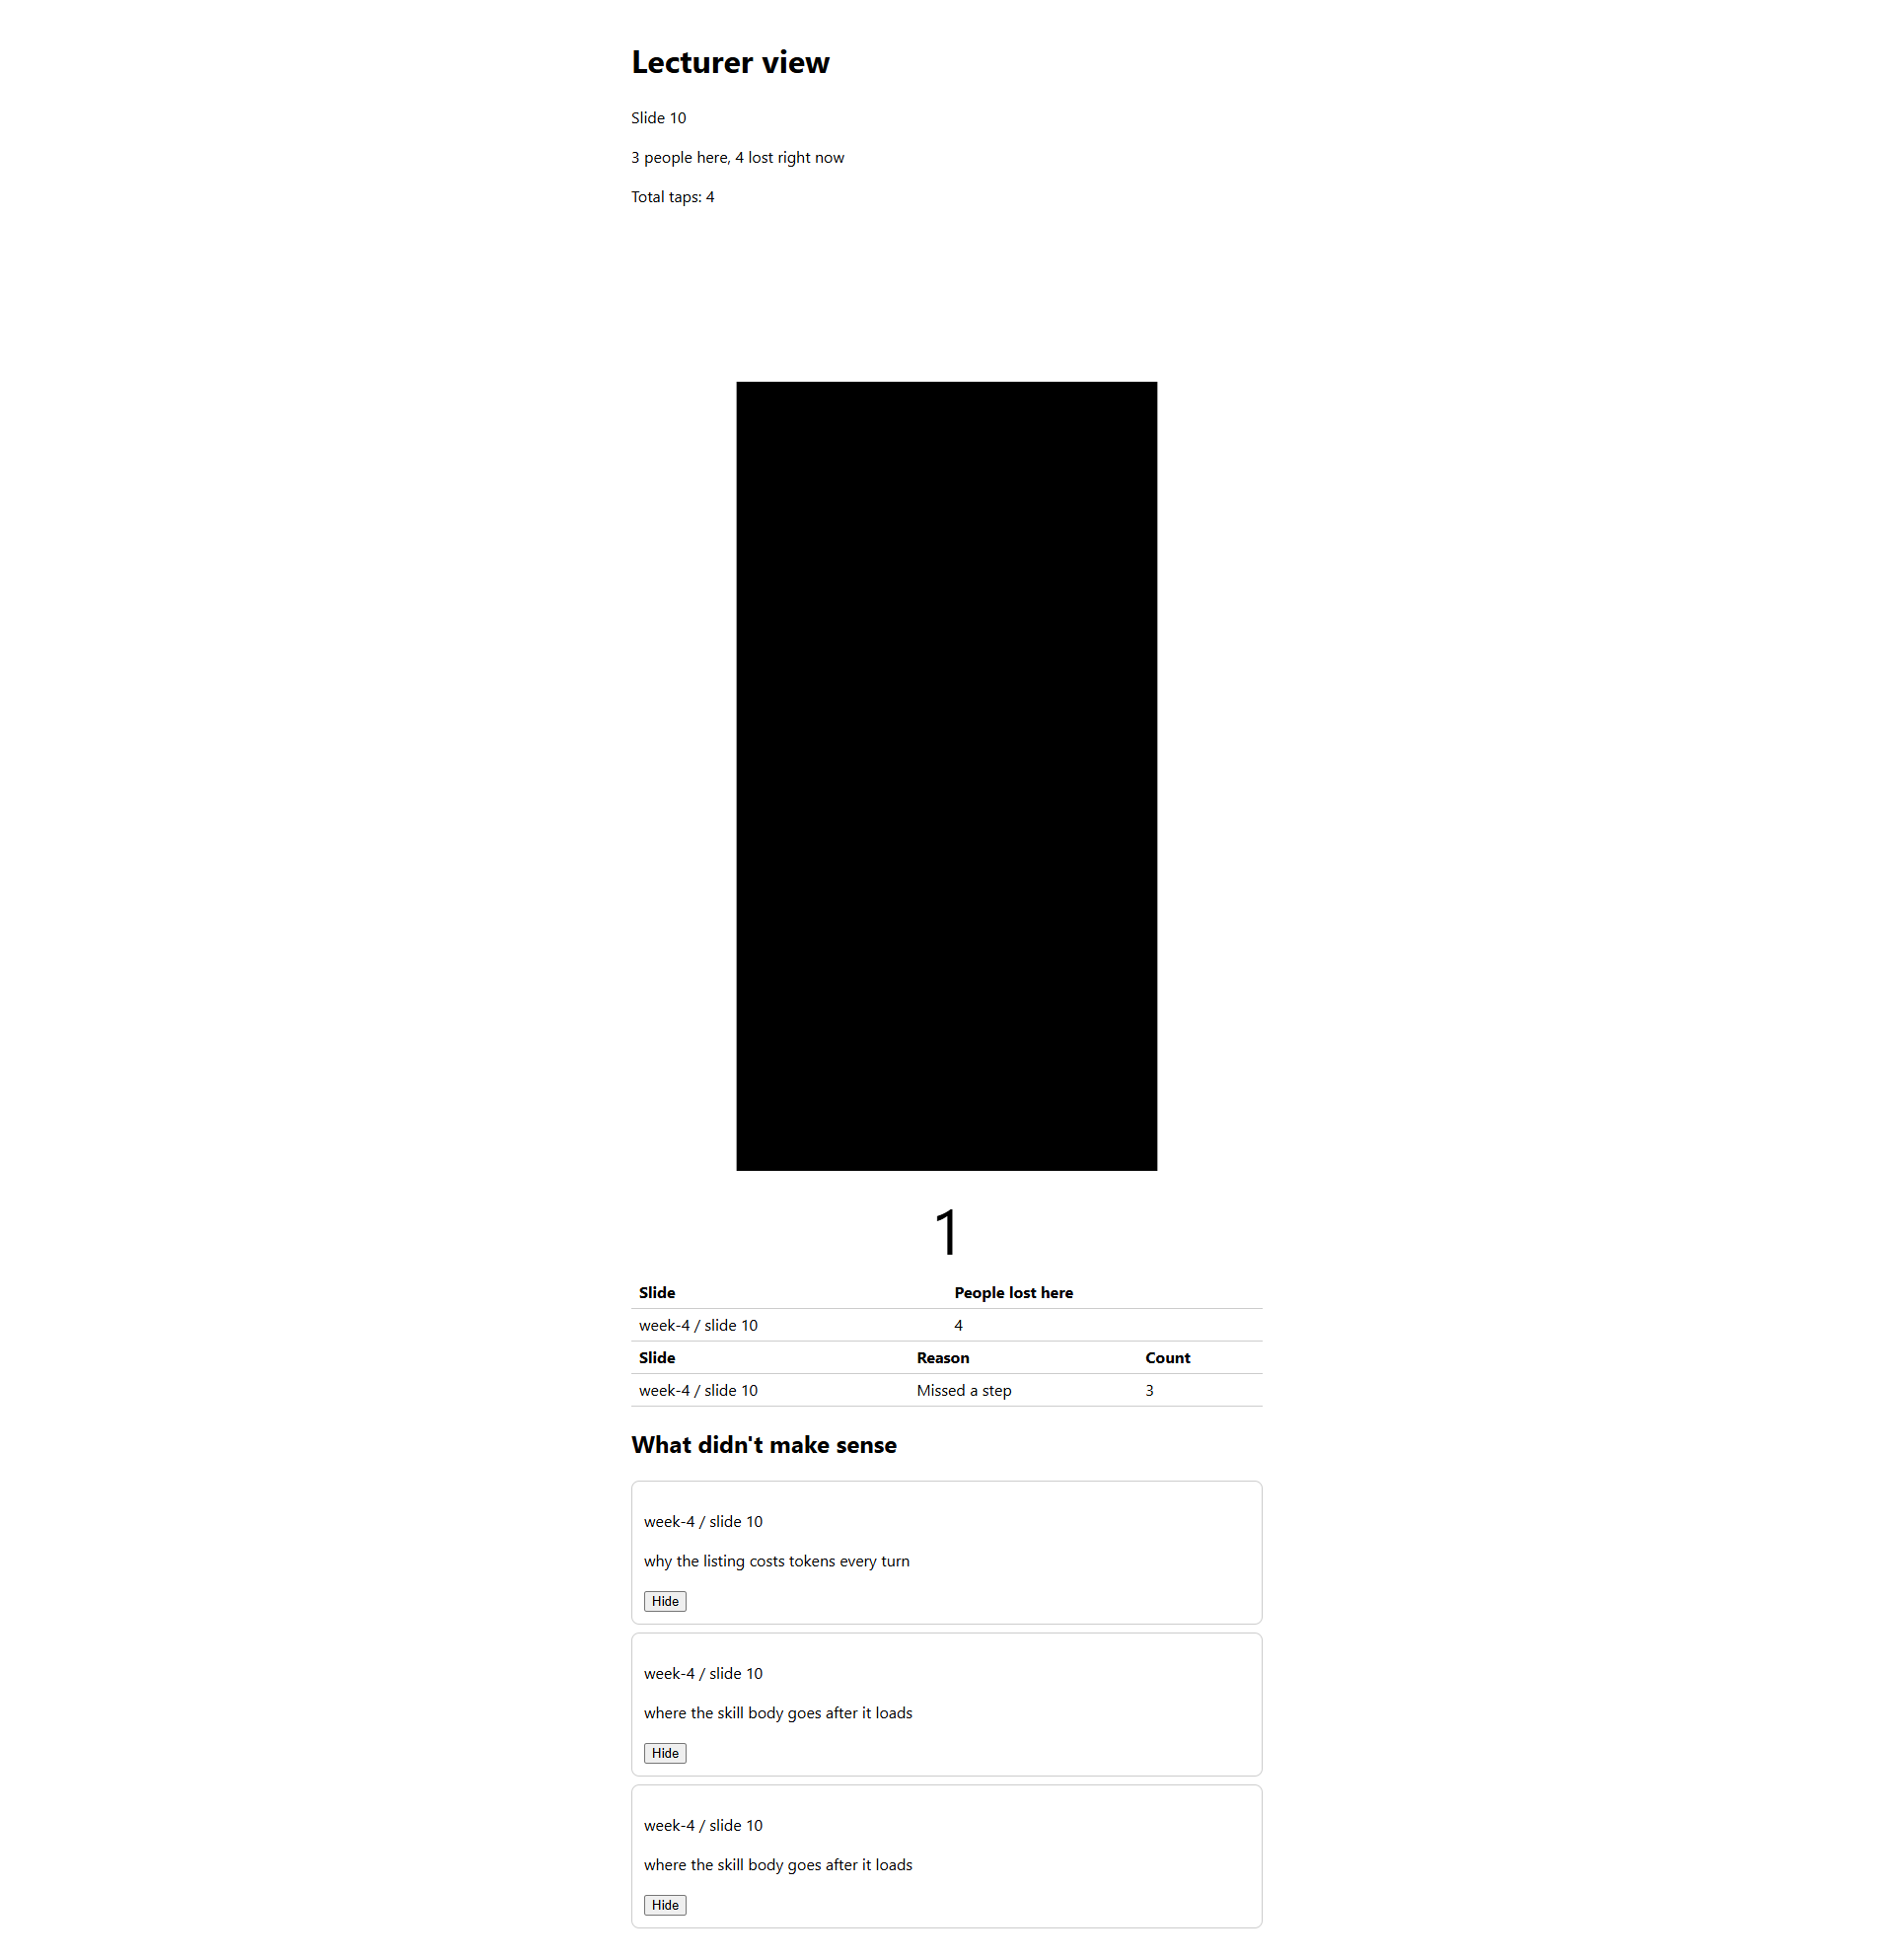 Lecturer view
Slide 10
3 people here, 4 lost right now
Total taps: 4
1
Slide People lost here
week-4 / slide 10 4
Slide Reason Count
week-4 / slide 10 Missed a step 3
What didn't make sense
week-4 / slide 10
why the listing costs tokens every turn
Hide
week-4 / slide 10
where the skill body goes after it loads
Hide
week-4 / slide 10
where the skill body goes after it loads
Hide